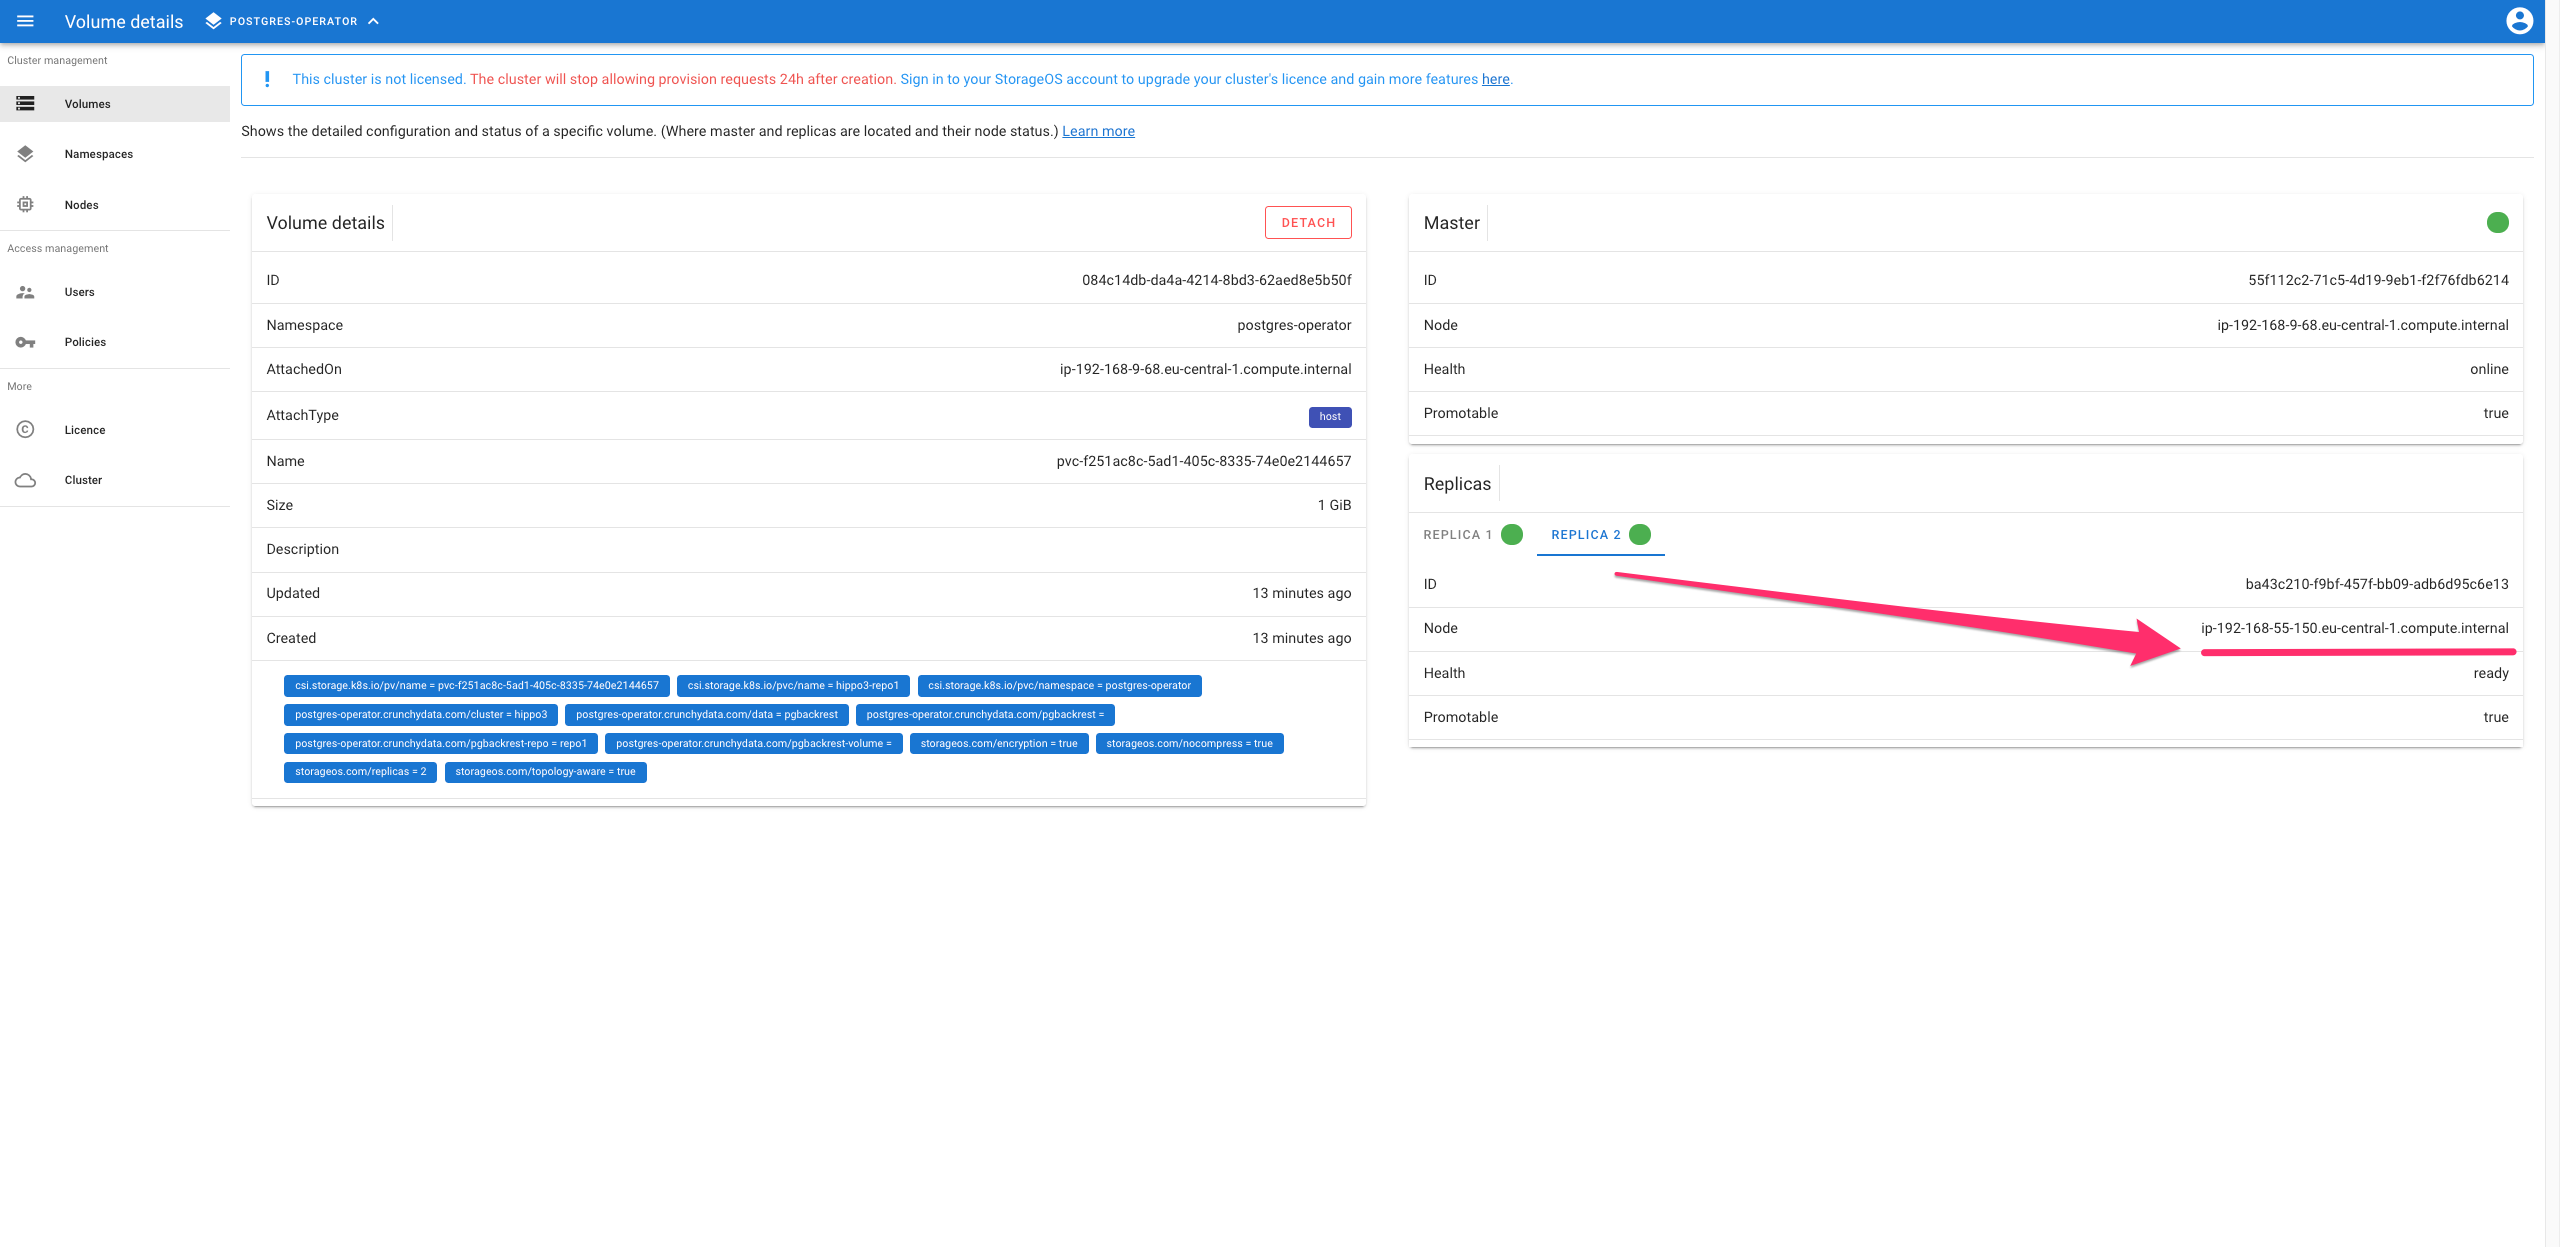 Volume details POSTGRES-OPERATOR
Cluster management
Volumes
Namespaces
Nodes
Access management
Users
Policies
More
Licence
Cluster
! This cluster is not licensed. The cluster will stop allowing provision requests 24h after creation. Sign in to your StorageOS account to upgrade your cluster's licence and gain more features here.
Shows the detailed configuration and status of a specific volume. (Where master and replicas are located and their node status.) Learn more
Volume details DETACH
ID 084c14db-da4a-4214-8bd3-62aed8e5b50f
Namespace postgres-operator
AttachedOn ip-192-168-9-68.eu-central-1.compute.internal
AttachType host
Name pvc-f251ac8c-5ad1-405c-8335-74e0e2144657
Size 1 GiB
Description
Updated 13 minutes ago
Created 13 minutes ago
csi.storage.k8s.io/pv/name = pvc-f251ac8c-5ad1-405c-8335-74e0e2144657 csi.storage.k8s.io/pvc/name = hippo3-repo1 csi.storage.k8s.io/pvc/namespace = postgres-operator
postgres-operator.crunchydata.com/cluster = hippo3 postgres-operator.crunchydata.com/data = pgbackrest postgres-operator.crunchydata.com/pgbackrest =
postgres-operator.crunchydata.com/pgbackrest-repo = repo1 postgres-operator.crunchydata.com/pgbackrest-volume = storageos.com/encryption = true storageos.com/nocompress = true
storageos.com/replicas = 2 storageos.com/topology-aware = true
Master
ID 55f112c2-71c5-4d19-9eb1-f2f76fdb6214
Node ip-192-168-9-68.eu-central-1.compute.internal
Health online
Promotable true
Replicas
REPLICA 1 REPLICA 2
ID ba43c210-f9bf-457f-bb09-adb6d95c6e13
Node ip-192-168-55-150.eu-central-1.compute.internal
Health ready
Promotable true